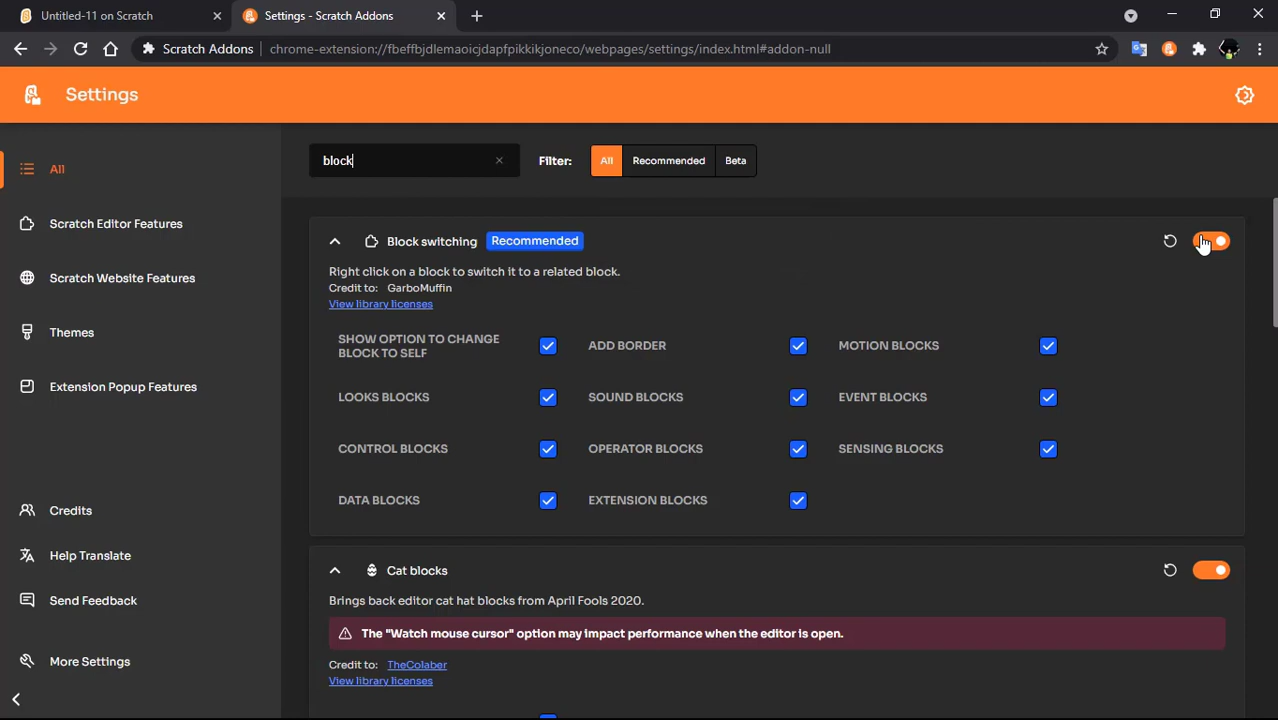 Untitled-11 on Scratch
Settings - Scratch Addons
Scratch Addons
chrome-extension://fbeffbjdlemaoicjdapfpikkikjoneco/webpages/settings/index.html#addon-null
Settings
All
Scratch Editor Features
Scratch Website Features
Themes
Extension Popup Features
Credits
Help Translate
Send Feedback
More Settings
block
Filter:
All
Recommended
Beta
Block switching
Recommended
Right click on a block to switch it to a related block.
Credit to: GarboMuffin
View library licenses
SHOW OPTION TO CHANGE
BLOCK TO SELF
ADD BORDER
MOTION BLOCKS
LOOKS BLOCKS
SOUND BLOCKS
EVENT BLOCKS
CONTROL BLOCKS
OPERATOR BLOCKS
SENSING BLOCKS
DATA BLOCKS
EXTENSION BLOCKS
Cat blocks
Brings back editor cat hat blocks from April Fools 2020.
The "Watch mouse cursor" option may impact performance when the editor is open.
Credit to: TheColaber
View library licenses